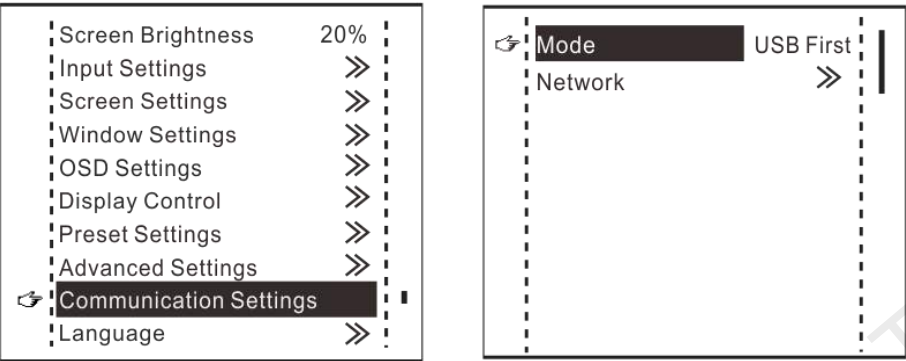 Screen Brightness 20%
Input Settings
Screen Settings
Window Settings
OSD Settings
Display Control
Preset Settings
Advanced Settings
Communication Settings
Language
Mode USB First
Network